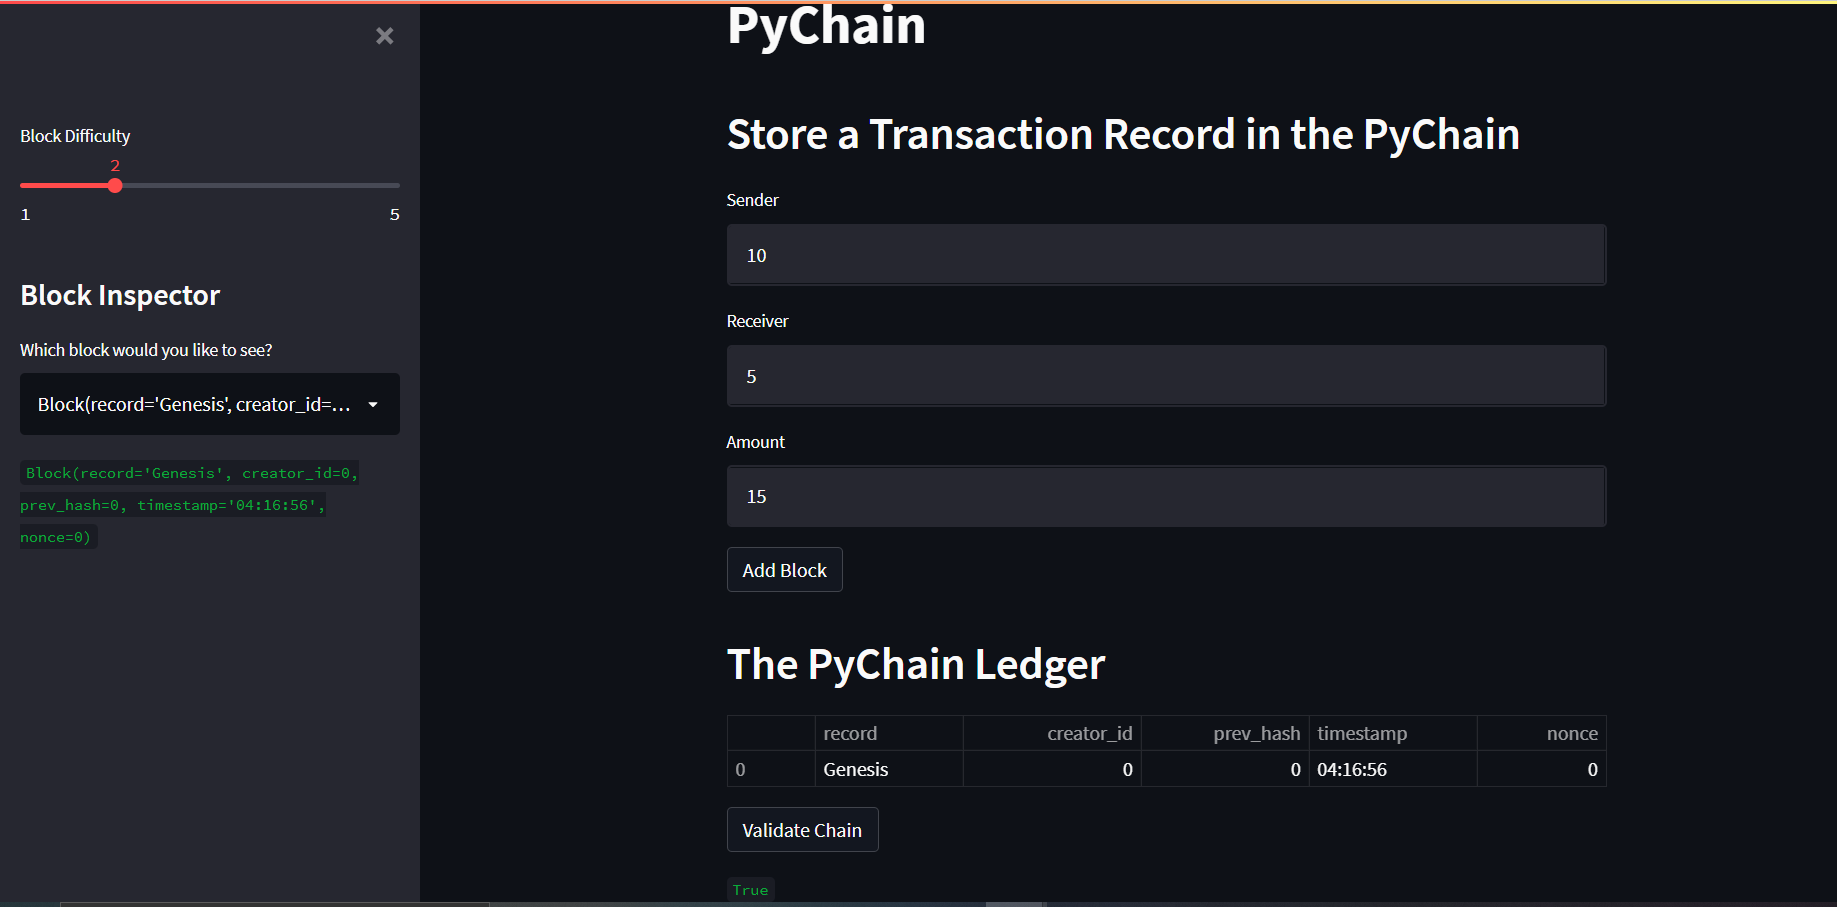 Block Difficulty
2
1 5
Block Inspector
Which block would you like to see?
Block(record='Genesis', creator_id=...
Block(record='Genesis', creator_id=0,
prev_hash=0, timestamp='04:16:56',
nonce=0)
PyChain
Store a Transaction Record in the PyChain
Sender
10
Receiver
5
Amount
15
Add Block
The PyChain Ledger
record creator_id prev_hash timestamp nonce
0 Genesis 0 0 04:16:56 0
Validate Chain
True